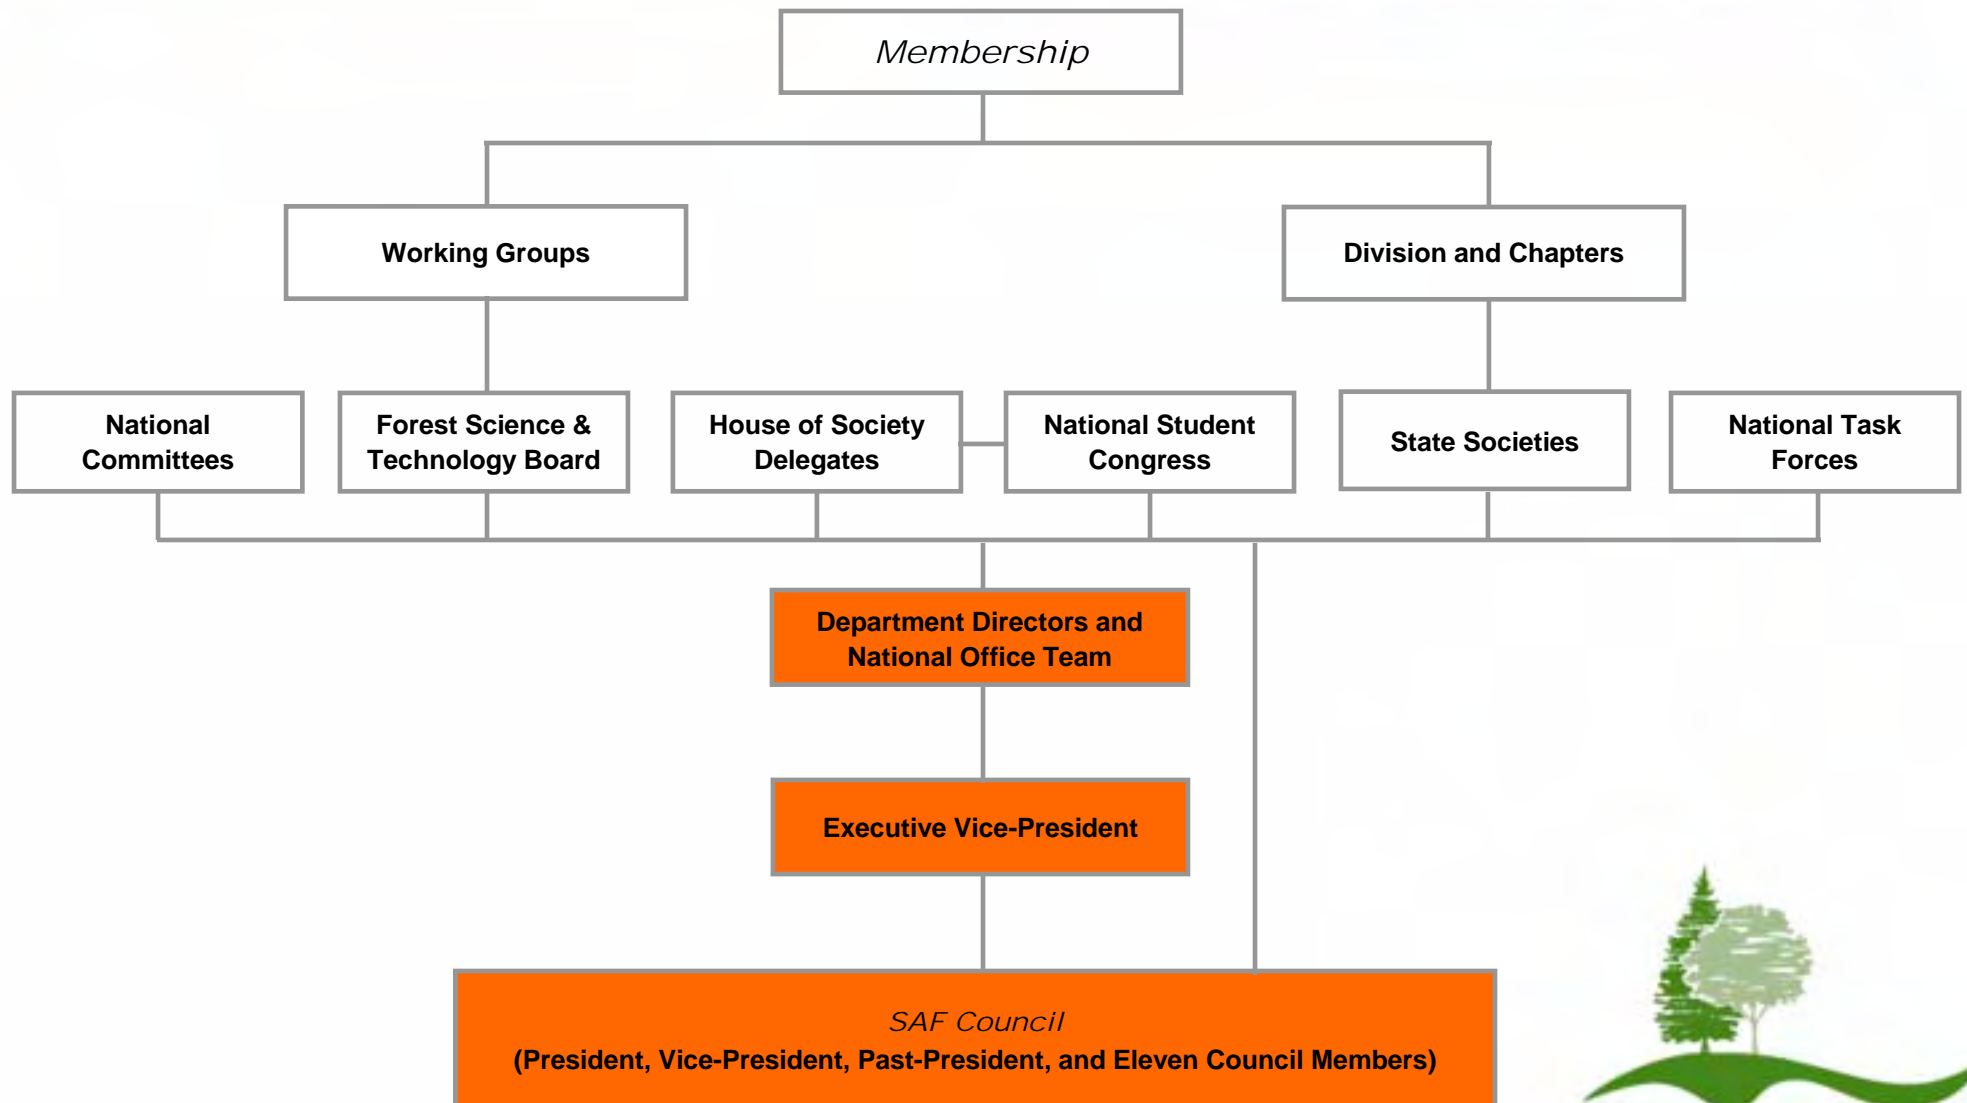 Membership
Working Groups
Division and Chapters
National
Committees
Forest Science &
Technology Board
House of Society
Delegates
National Student
Congress
State Societies
National Task
Forces
Department Directors and
National Office Team
Executive Vice-President
SAF Council
(President, Vice-President, Past-President, and Eleven Council Members)